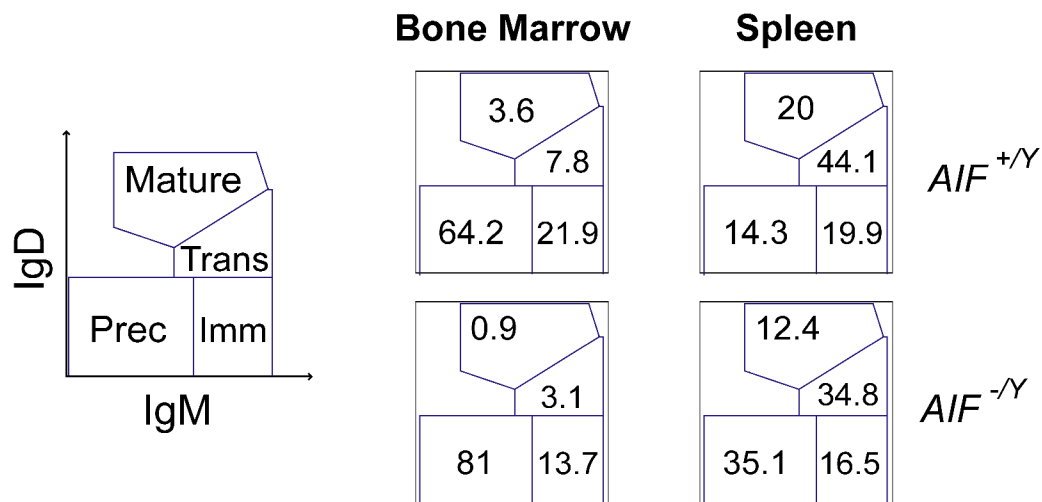 Bone Marrow Spleen
3.6 20
7.8 44.1
AIF +/Y
64.2 21.9 14.3 19.9
IgD
Mature
Trans
Prec Imm
IgM
0.9 12.4
3.1 34.8
AIF -/Y
81 13.7 35.1 16.5